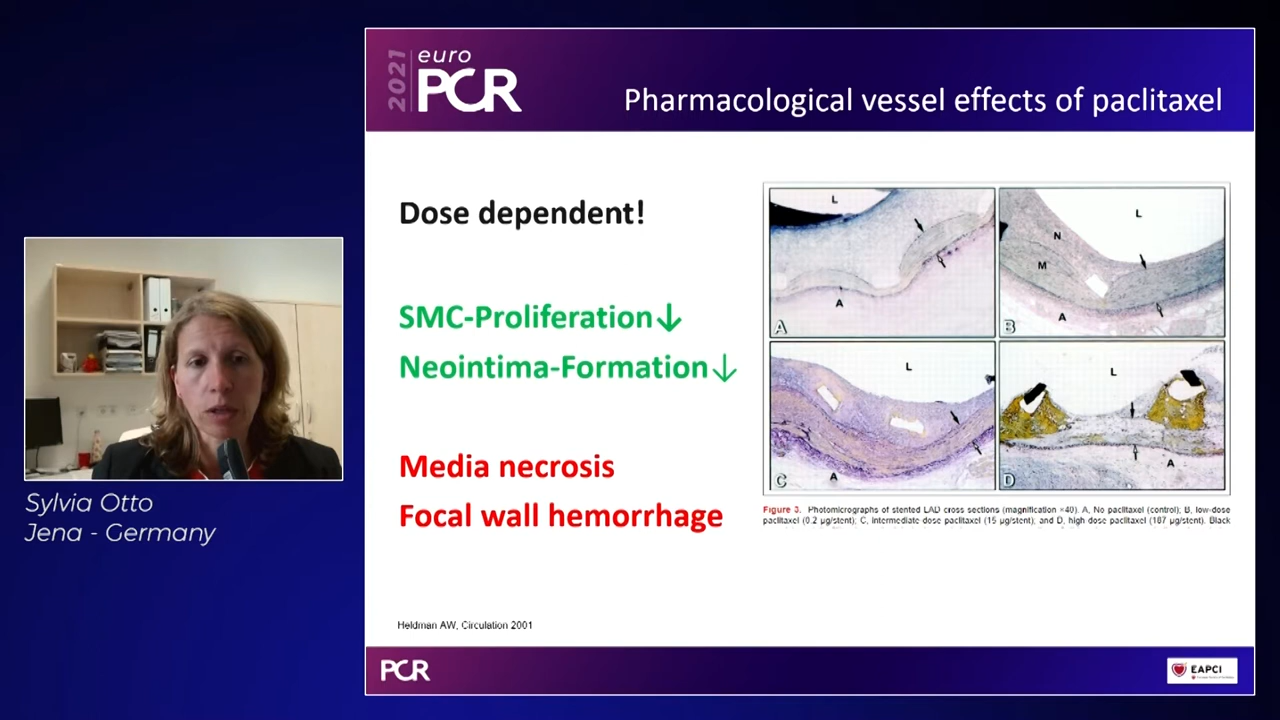 2021
euro
PCR
Pharmacological vessel effects of paclitaxel
Dose dependent!
SMC-Proliferation↓
Neointima-Formation↓
Media necrosis
Focal wall hemorrhage
L
A
A
L
N
M
A
B
L
A
C
L
A
D
Figure 3. Photomicrographs of stented LAD cross sections (magnification ×40). A, No paclitaxel (control); B, low-dose
paclitaxel (0.2 μg/stent); C, intermediate dose paclitaxel (15 μg/stent); and D, high dose paclitaxel (187 μg/stent). Black
Heldman AW, Circulation 2001
Sylvia Otto
Jena - Germany
PCR
EAPCI